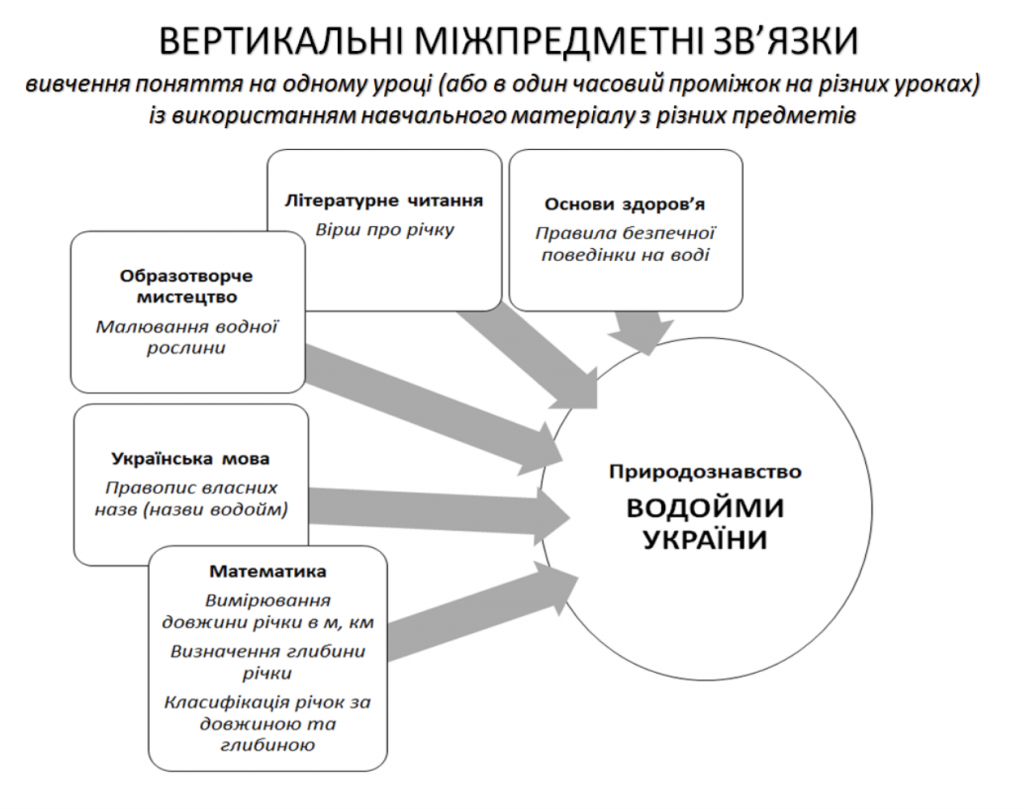 ВЕРТИКАЛЬНІ МІЖПРЕДМЕТНІ ЗВ’ЯЗКИ
вивчення поняття на одному уроці (або в один часовий проміжок на різних уроках)
із використанням навчального матеріалу з різних предметів
Літературне читання
Вірш про річку
Основи здоров’я
Правила безпечної
поведінки на воді
Образотворче
мистецтво
Малювання водної
рослини
Українська мова
Правопис власних
назв (назви водойм)
Математика
Вимірювання
довжини річки в м, км
Визначення глибини
річки
Класифікація річок за
довжиною та
глибиною
Природознавство
ВОДОЙМИ
УКРАЇНИ